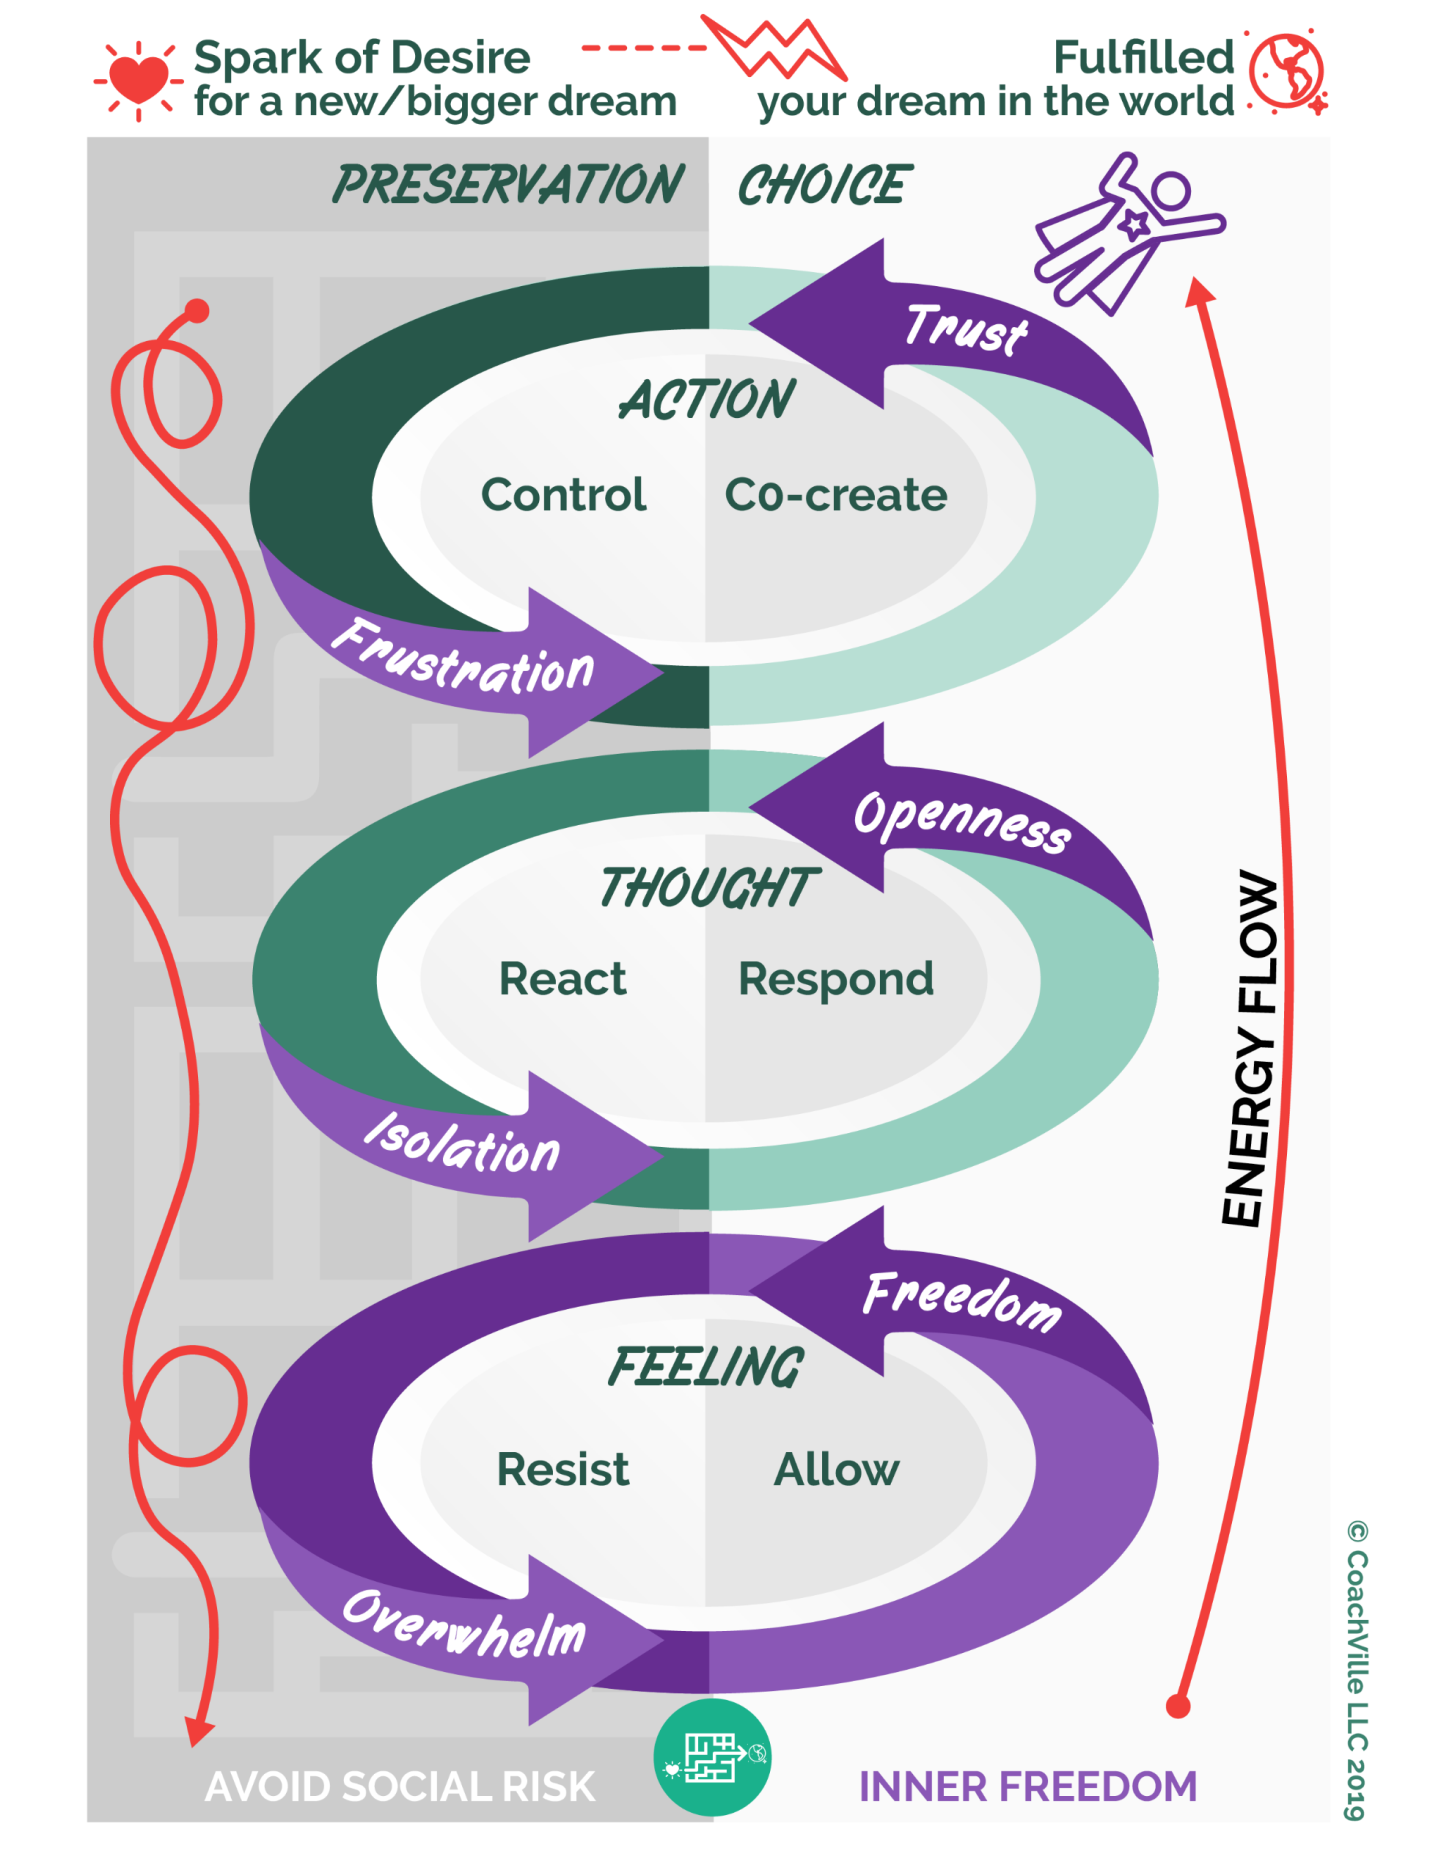 Spark of Desire
for a new/bigger dream
Fulfilled
your dream in the world
PRESERVATION
CHOICE
Trust
ACTION
Control
C0-create
Frustration
Openness
THOUGHT
React
Respond
Isolation
ENERGY FLOW
Freedom
FEELING
Resist
Allow
Overwhelm
AVOID SOCIAL RISK
INNER FREEDOM
© CoachVille LLC 2019